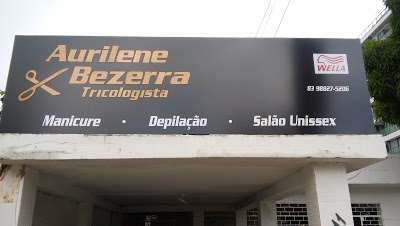 Aurilene
Bezerra
Tricologista
WELLA
83 98827-5206
Manicure • Depilação • Salão Unissex